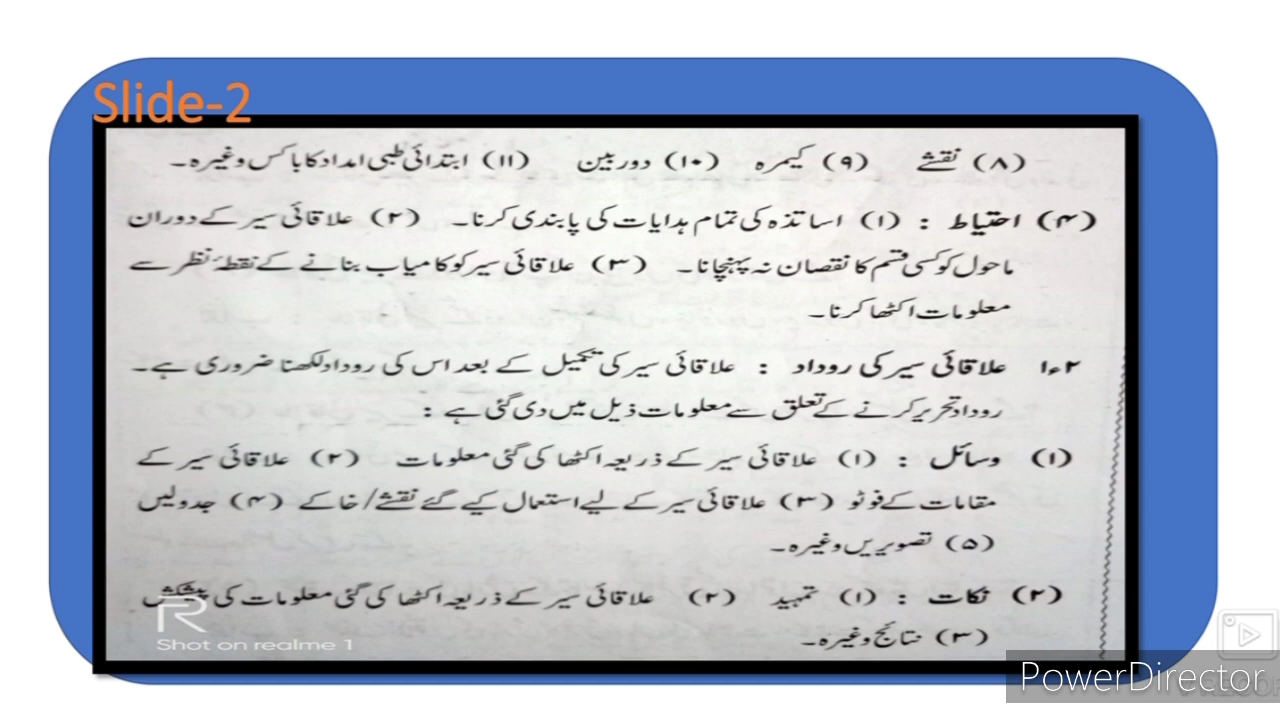 Slide-2
(۸) نقشے (۹) کیمرہ (۱۰) دوربین (۱۱) ابتدائی طبی امداد کا باکس وغیرہ۔
(۴) احتیاط : (۱) اساتذہ کی تمام ہدایات کی پابندی کرنا۔ (۲) علاقائی سیر کے دوران
ماحول کو کسی قسم کا نقصان نہ پہنچانا۔ (۳) علاقائی سیر کو کامیاب بنانے کے نقطۂ نظر سے
معلومات اکٹھا کرنا۔
۱ء۲ علاقائی سیر کی روداد : علاقائی سیر کی تکمیل کے بعد اس کی روداد لکھنا ضروری ہے۔
روداد تحریر کرنے کے تعلق سے معلومات ذیل میں دی گئی ہے :
(۱) وسائل : (۱) علاقائی سیر کے ذریعہ اکٹھا کی گئی معلومات (۲) علاقائی سیر کے
مقامات کے فوٹو (۳) علاقائی سیر کے لیے استعمال کیے گئے نقشے/خاکے (۴) جدولیں
(۵) تصویریں وغیرہ۔
(۲) نکات : (۱) تمہید (۲) علاقائی سیر کے ذریعہ اکٹھا کی گئی معلومات کی پیشکش
(۳) نتائج وغیرہ۔
R
Shot on realme 1
PowerDirector